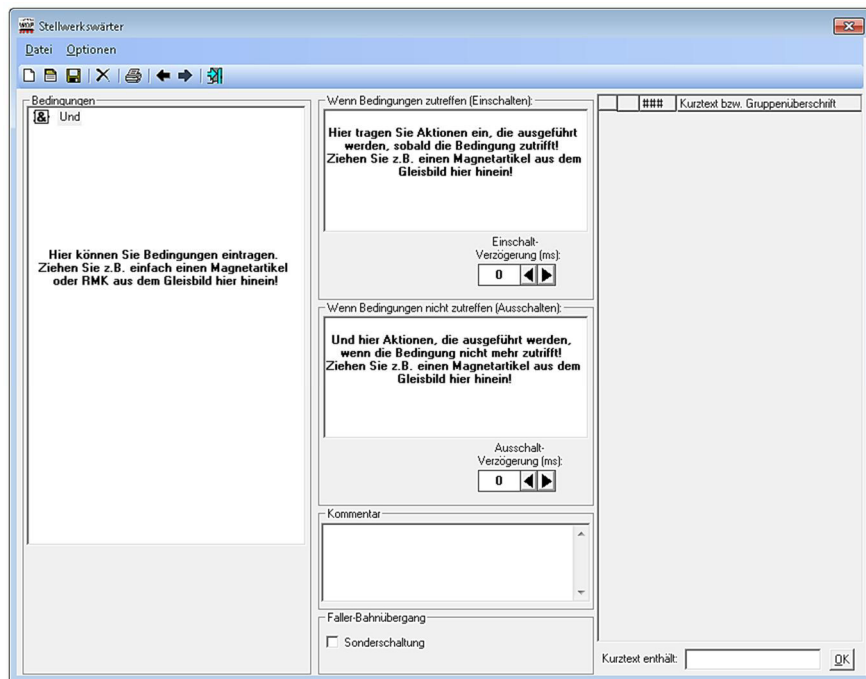 Stellwerkswärter
Datei Optionen
Bedingungen
Und
Hier können Sie Bedingungen eintragen.
Ziehen Sie z.B. einfach einen Magnetartikel
oder RMK aus dem Gleisbild hier hinein!
Wenn Bedingungen zutreffen (Einschalten):
Hier tragen Sie Aktionen ein, die ausgeführt
werden, sobald die Bedingung zutrifft!
Ziehen Sie z.B. einen Magnetartikel aus dem
Gleisbild hier hinein!
Einschalt-
Verzögerung (ms):
0
Wenn Bedingungen nicht zutreffen (Ausschalten):
Und hier Aktionen, die ausgeführt werden,
wenn die Bedingung nicht mehr zutrifft!
Ziehen Sie z.B. einen Magnetartikel aus dem
Gleisbild hier hinein!
Ausschalt-
Verzögerung (ms):
0
Kommentar
Faller-Bahnübergang
Sonderschaltung
### Kurztext bzw. Gruppenüberschrift
Kurztext enthält:
OK